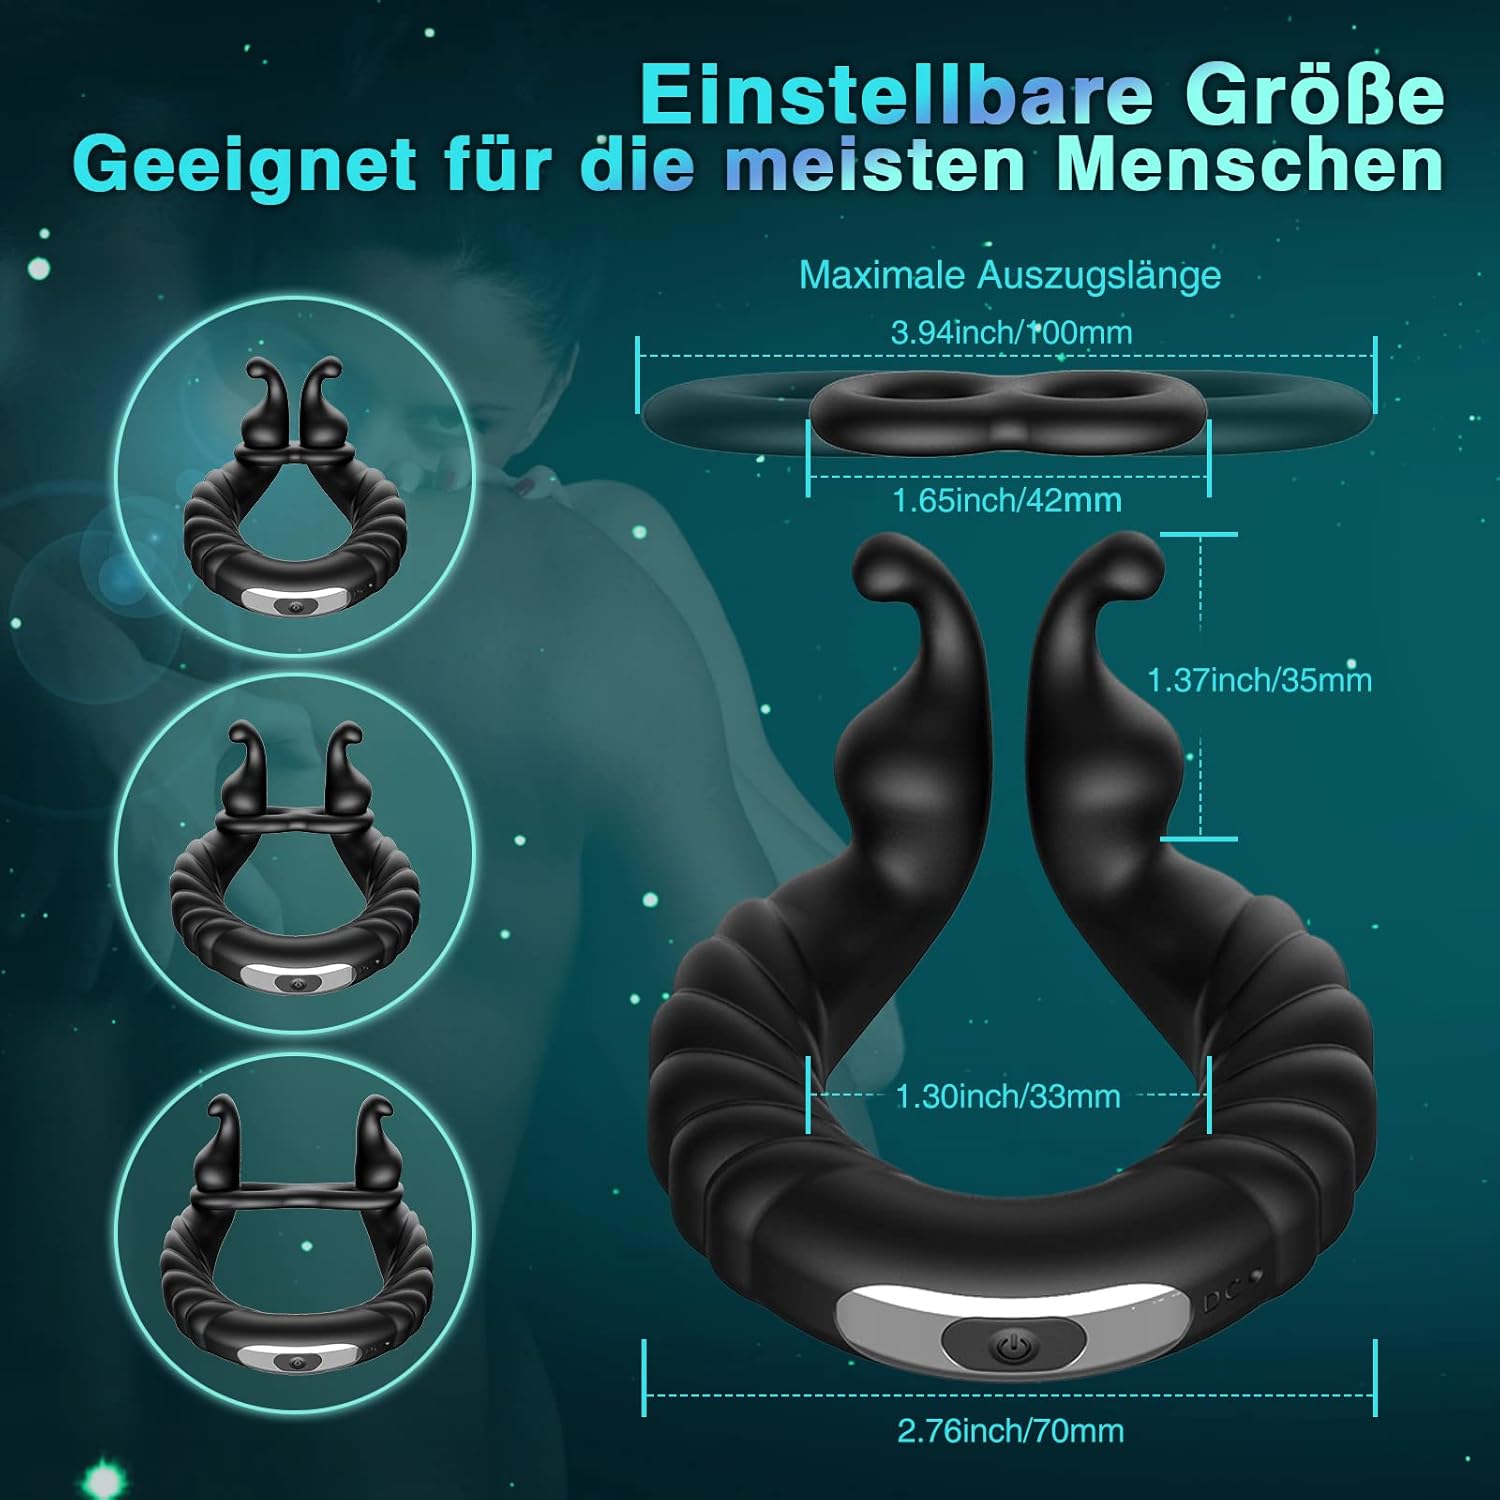 Einstellbare Größe
Geeignet für die meisten Menschen
Maximale Auszugslänge
3.94inch/100mm
1.65inch/42mm
1.37inch/35mm
1.30inch/33mm
DC
2.76inch/70mm